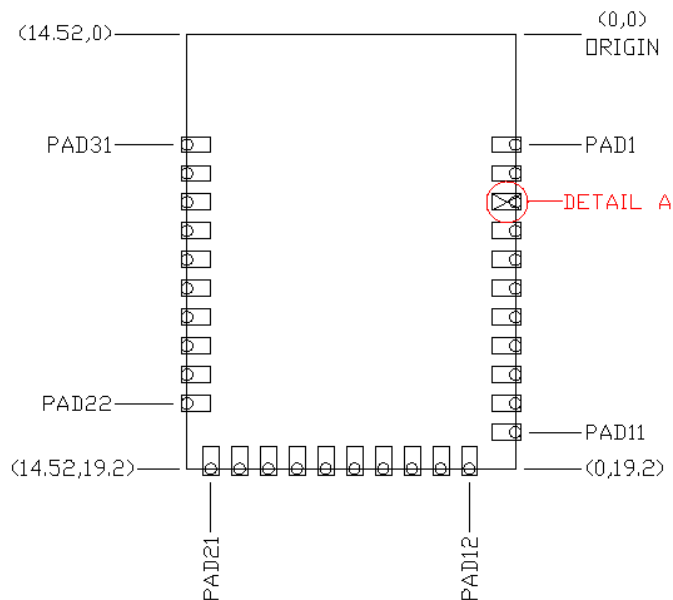 (14.52,0)
(0,0)
ORIGIN
PAD31
PAD1
DETAIL A
PAD22
PAD11
(14.52,19.2)
(0,19.2)
PAD21
PAD12